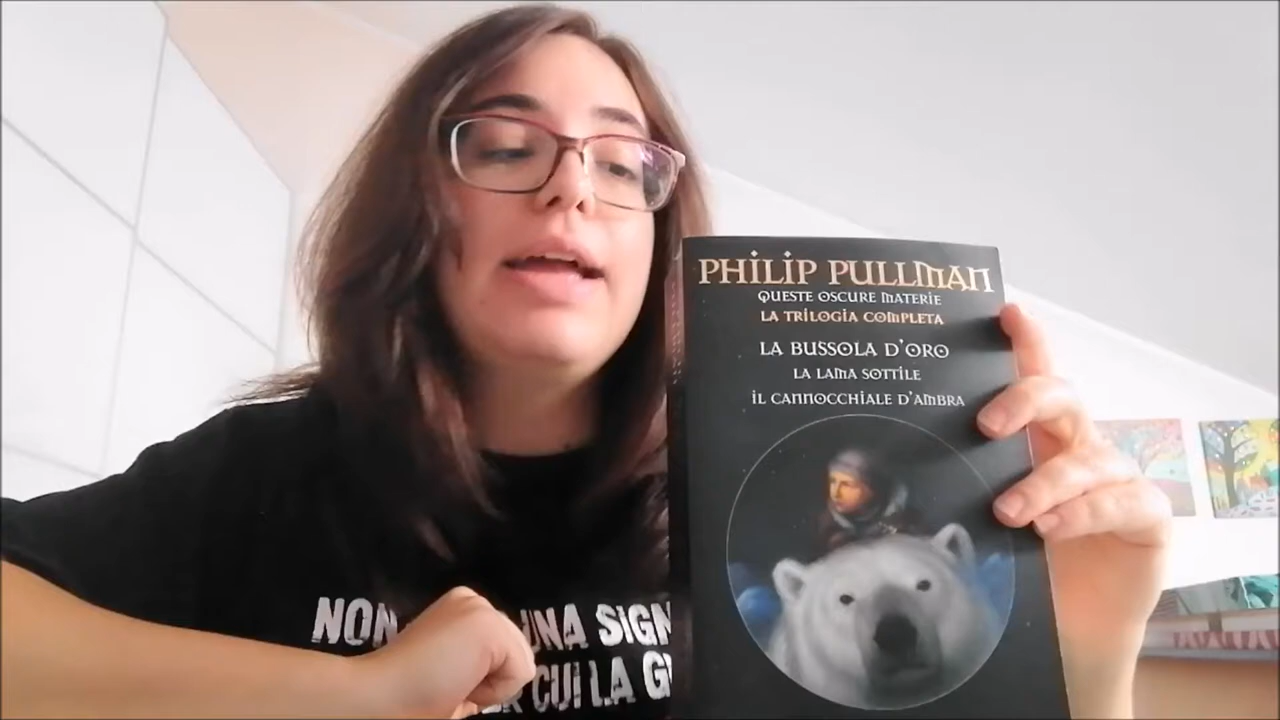 PHILIP PULLMAN
QUESTE OSCURE MATERIE
LA TRILOGIA COMPLETA
LA BUSSOLA D'ORO
LA LAMA SOTTILE
IL CANNOCCHIALE D'AMBRA
NON UNA SIGN
CUI LA G